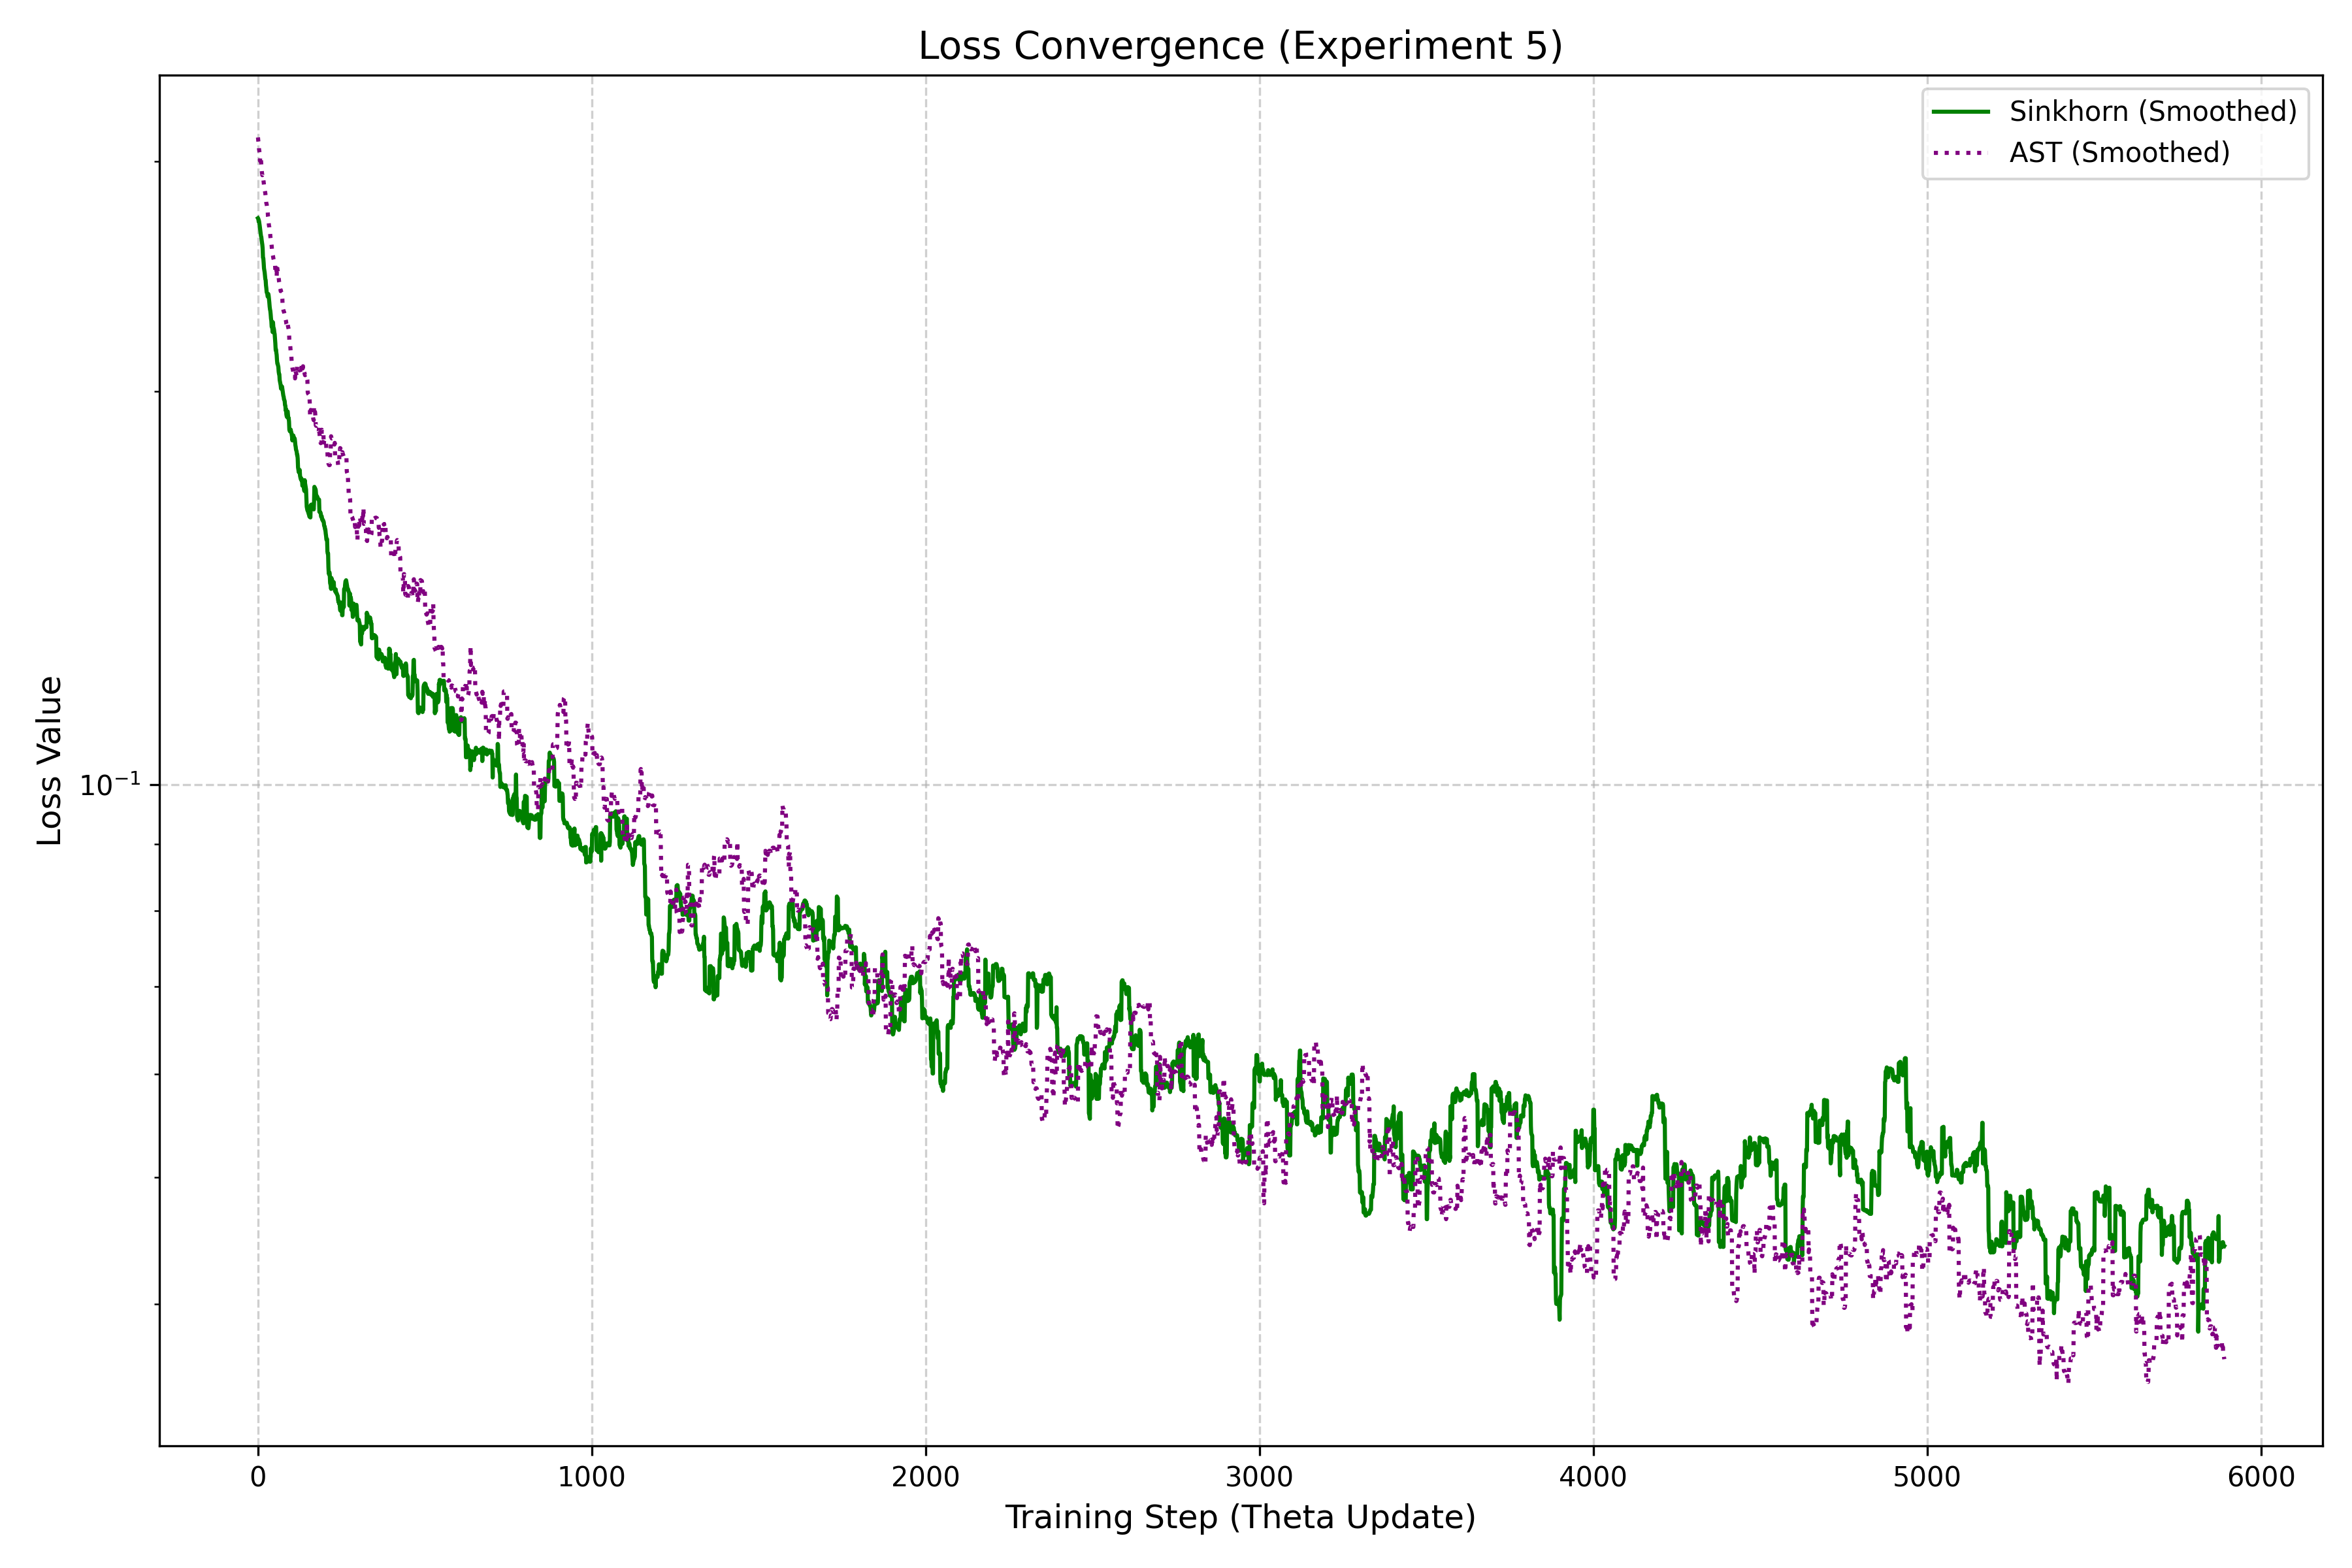 Loss Convergence (Experiment 5)
Sinkhorn (Smoothed)
AST (Smoothed)
Loss Value
10⁻¹
0 1000 2000 3000 4000 5000 6000
Training Step (Theta Update)